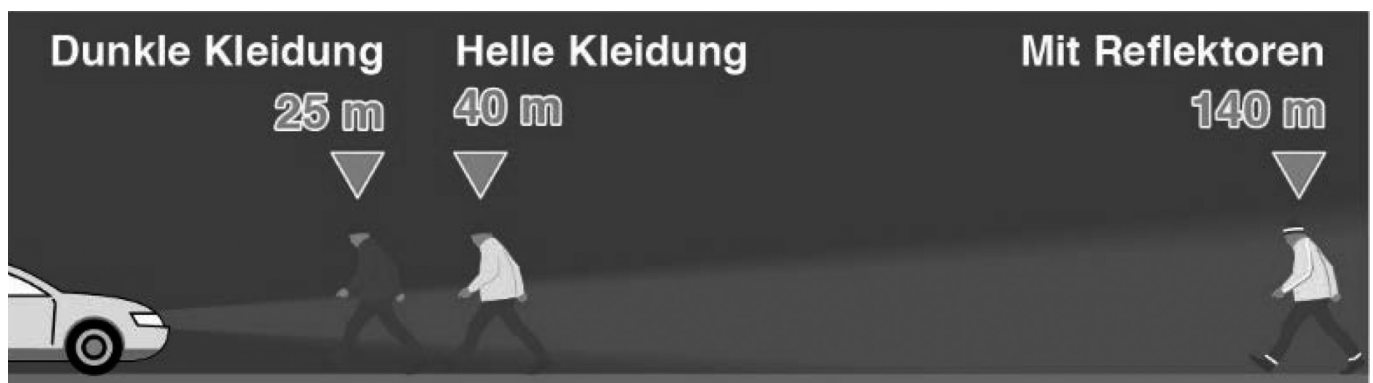 Dunkle Kleidung
25 m
Helle Kleidung
40 m
Mit Reflektoren
140 m